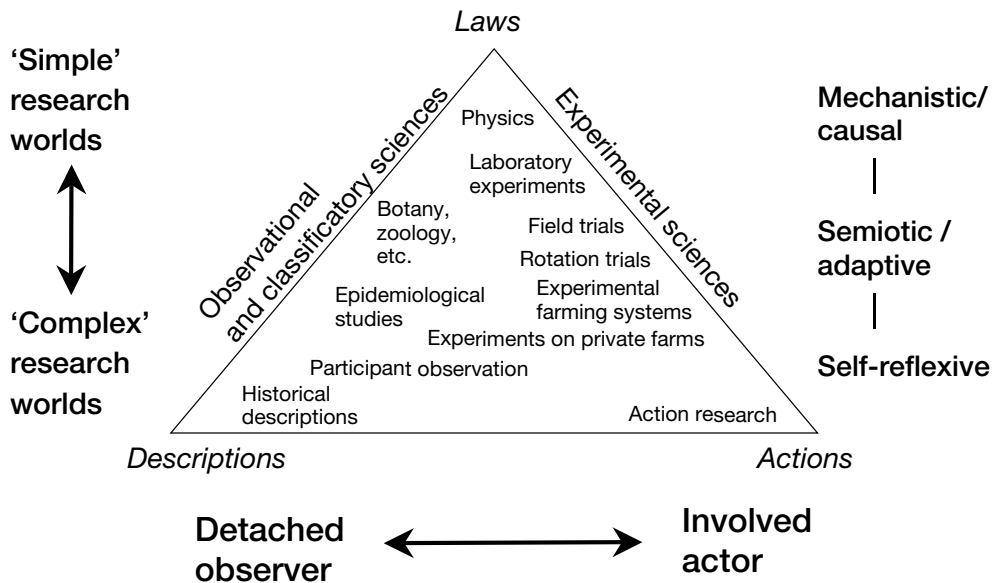 Laws
‘Simple’
research
worlds
‘Complex’
research
worlds
Observational
and classificatory sciences
Experimental sciences
Physics
Laboratory
experiments
Botany,
zoology,
etc.
Field trials
Rotation trials
Epidemiological
studies
Experimental
farming systems
Experiments on private farms
Participant observation
Historical
descriptions
Action research
Mechanistic/
causal
Semiotic /
adaptive
Self-reflexive
Descriptions
Actions
Detached
observer
Involved
actor